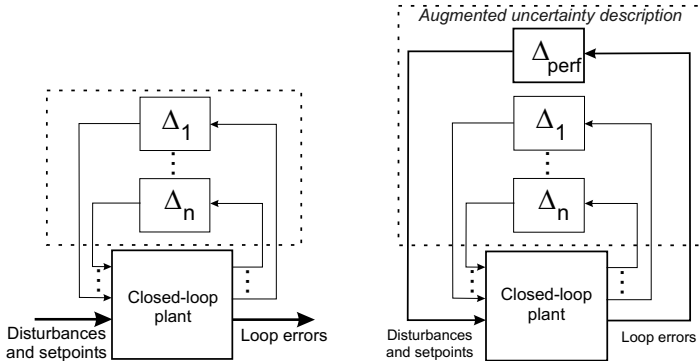 Δ1
Δn
Closed-loop
plant
Disturbances
and setpoints
Loop errors
Augmented uncertainty description
Δperf
Δ1
Δn
Closed-loop
plant
Disturbances
and setpoints
Loop errors